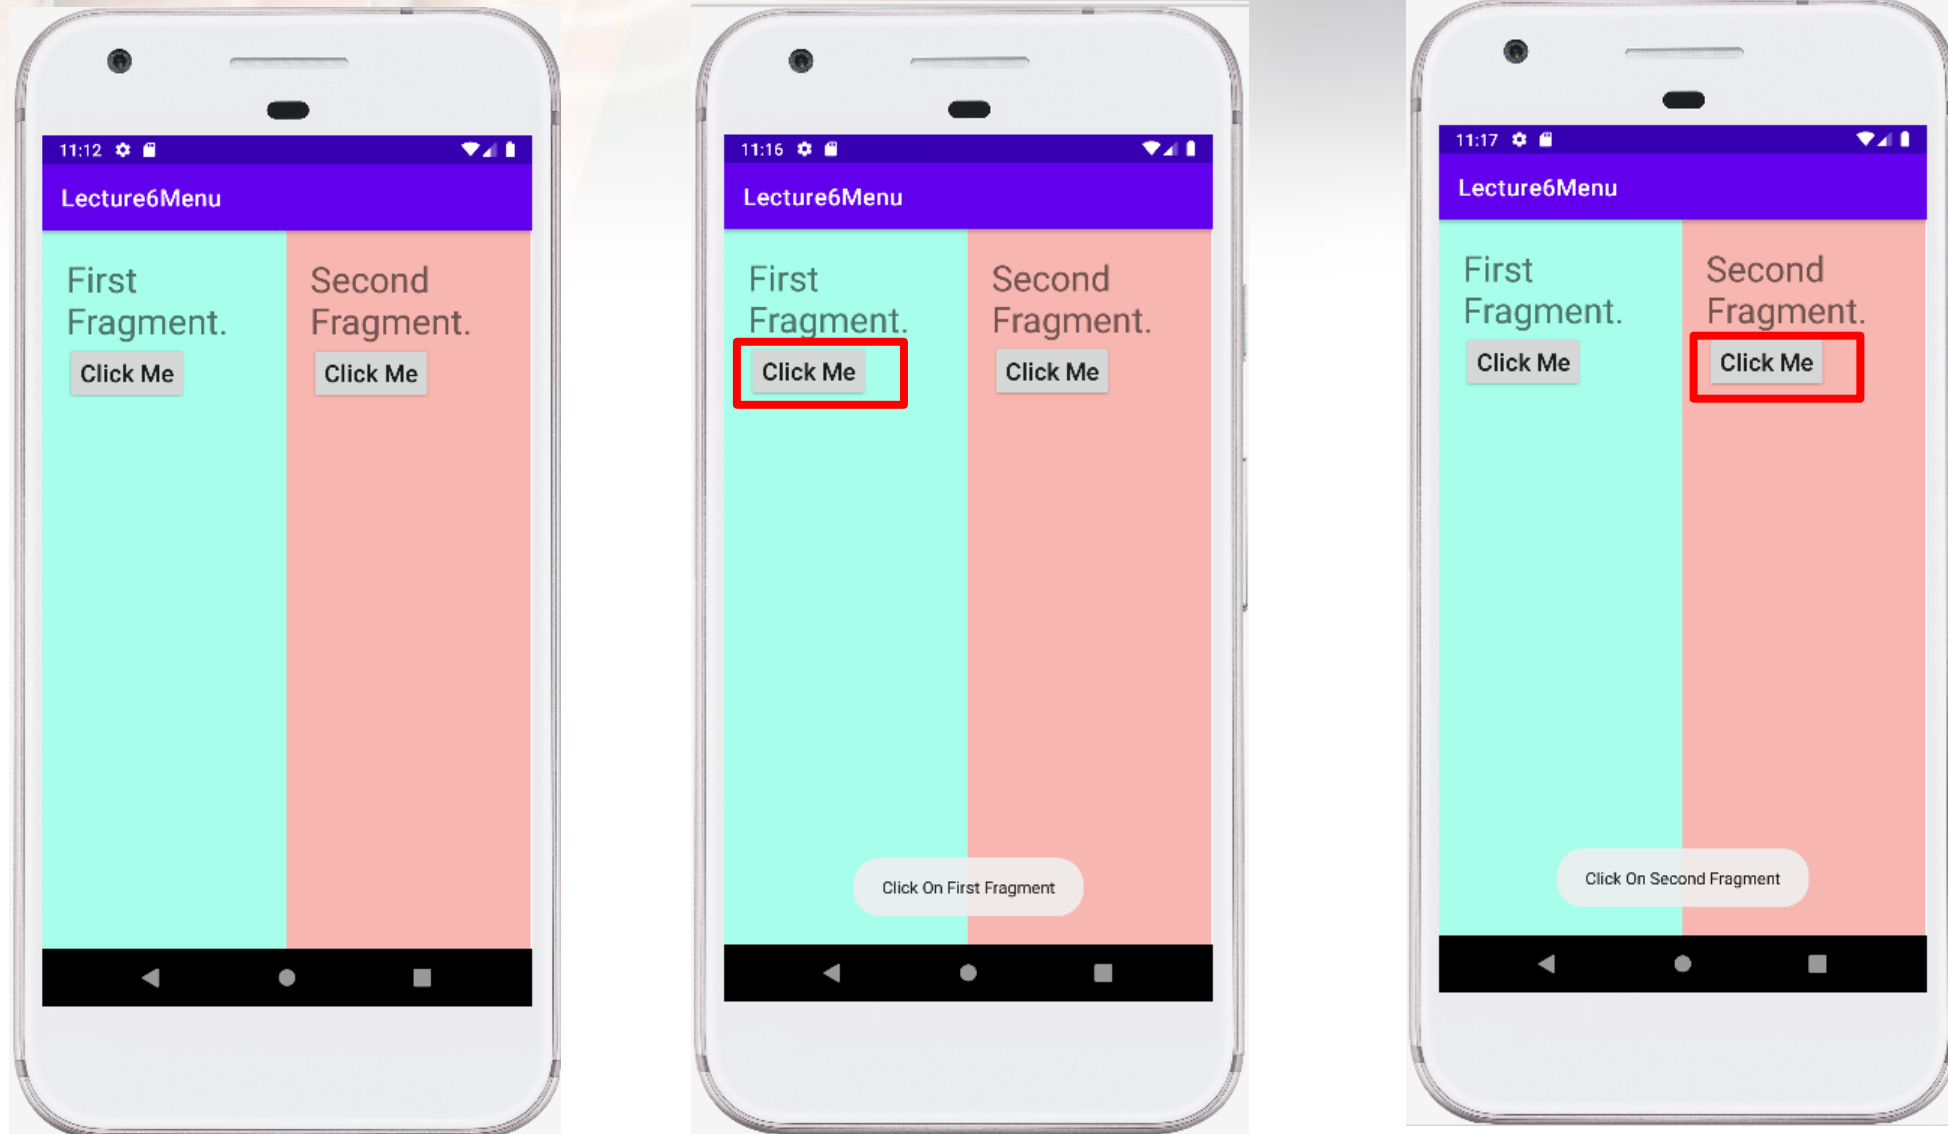 11:12
Lecture6Menu
First
Fragment.
Click Me
Second
Fragment.
Click Me
11:16
Lecture6Menu
First
Fragment.
Click Me
Second
Fragment.
Click Me
Click On First Fragment
11:17
Lecture6Menu
First
Fragment.
Click Me
Second
Fragment.
Click Me
Click On Second Fragment